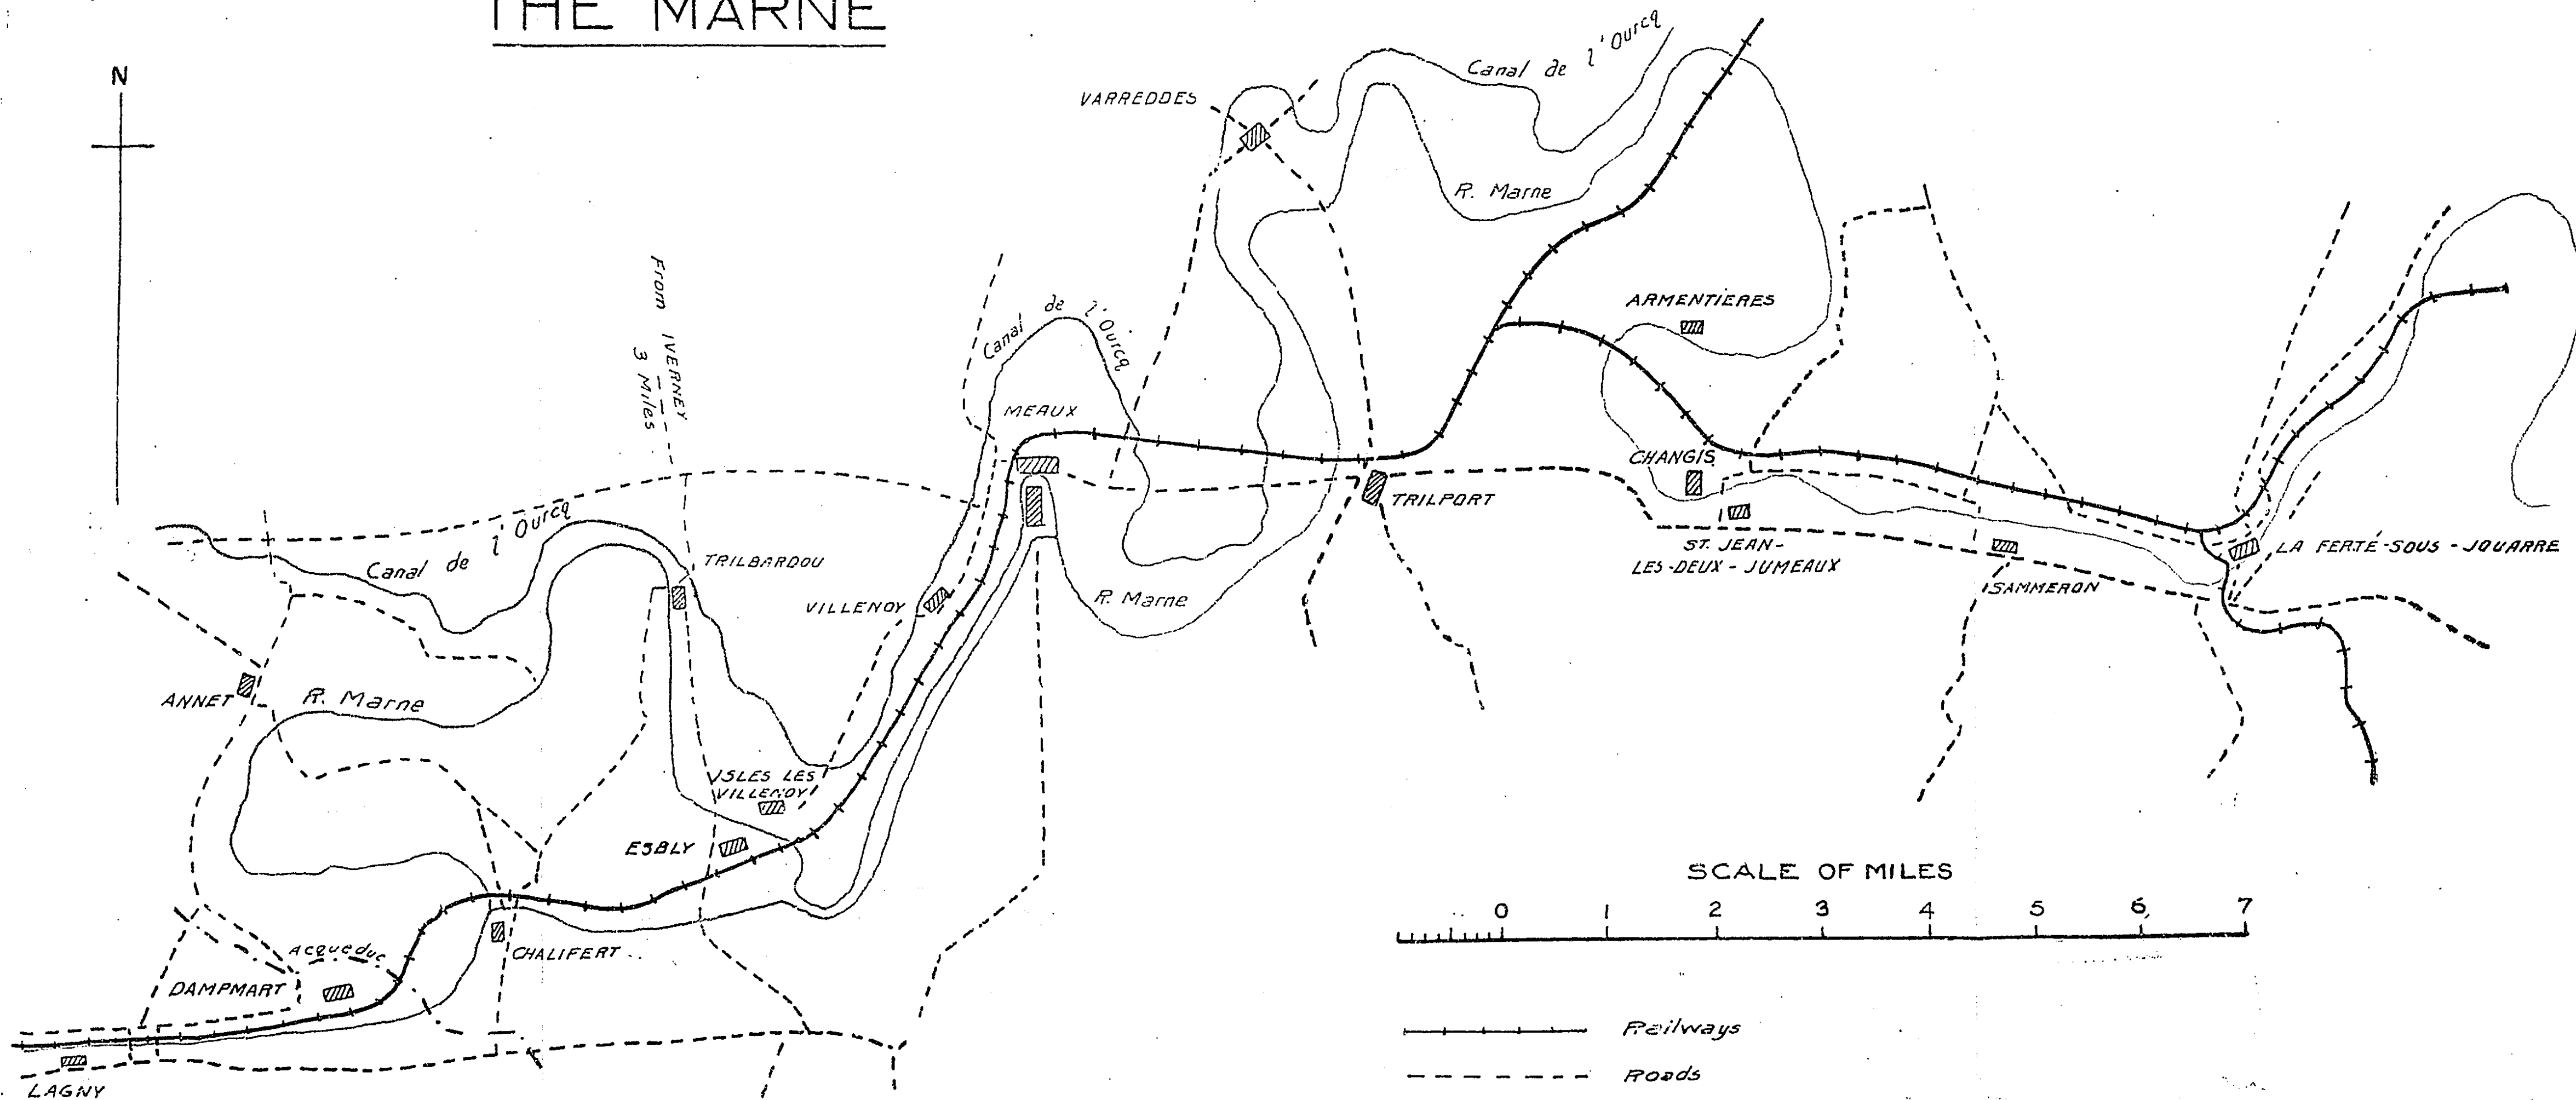 THE MARNE
N
Canal de l'Ourcq
VARREDDES
R. Marne
From IVERNEY
3 Miles
ARMENTIERES
Canal de l'Ourcq
MEAUX
CHANGIS
TRILPORT
Canal de l'Ourcq
TRILBARDOU
ST. JEAN-
LES-DEUX-JUMEAUX
LA FERTÉ-SOUS-JOUARRE
SAMMERON
VILLENOY
R. Marne
ANNET
R. Marne
ISLES LES
VILLENOY
ESBLY
SCALE OF MILES
0 1 2 3 4 5 6 7
CHALIFERT
Acqueduc
DAMPMART
Railways
Roads
LAGNY